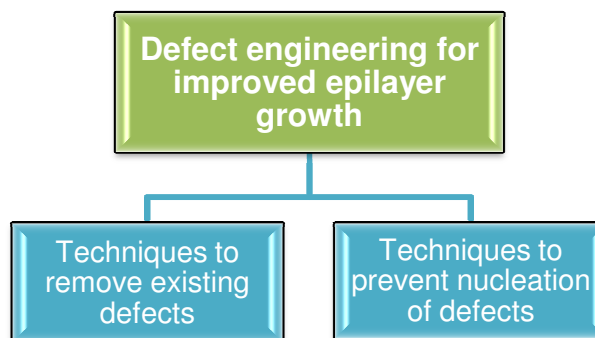 Defect engineering for
improved epilayer
growth
Techniques to
remove existing
defects
Techniques to
prevent nucleation
of defects